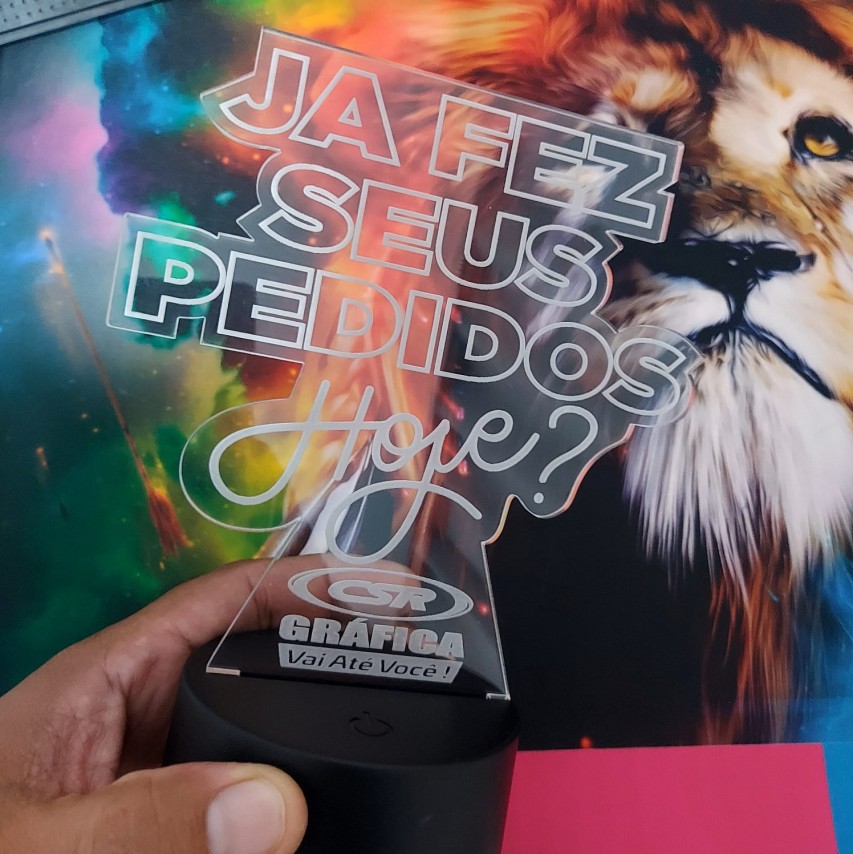 JA FEZ
SEUS
PEDIDOS
Hoje?
CSR
GRÁFICA
Vai Até Você !